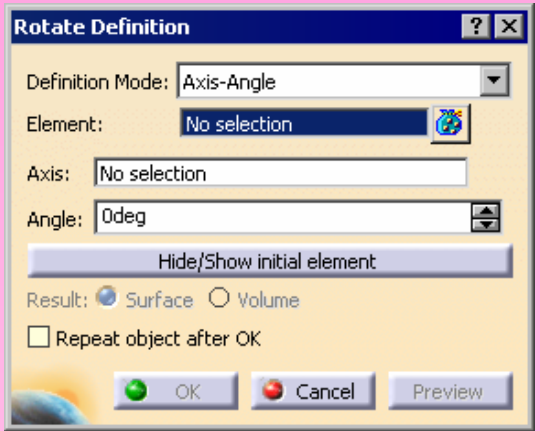 Rotate Definition
Definition Mode: Axis-Angle
Element: No selection
Axis: No selection
Angle: 0deg
Hide/Show initial element
Result: Surface Volume
Repeat object after OK
OK Cancel Preview